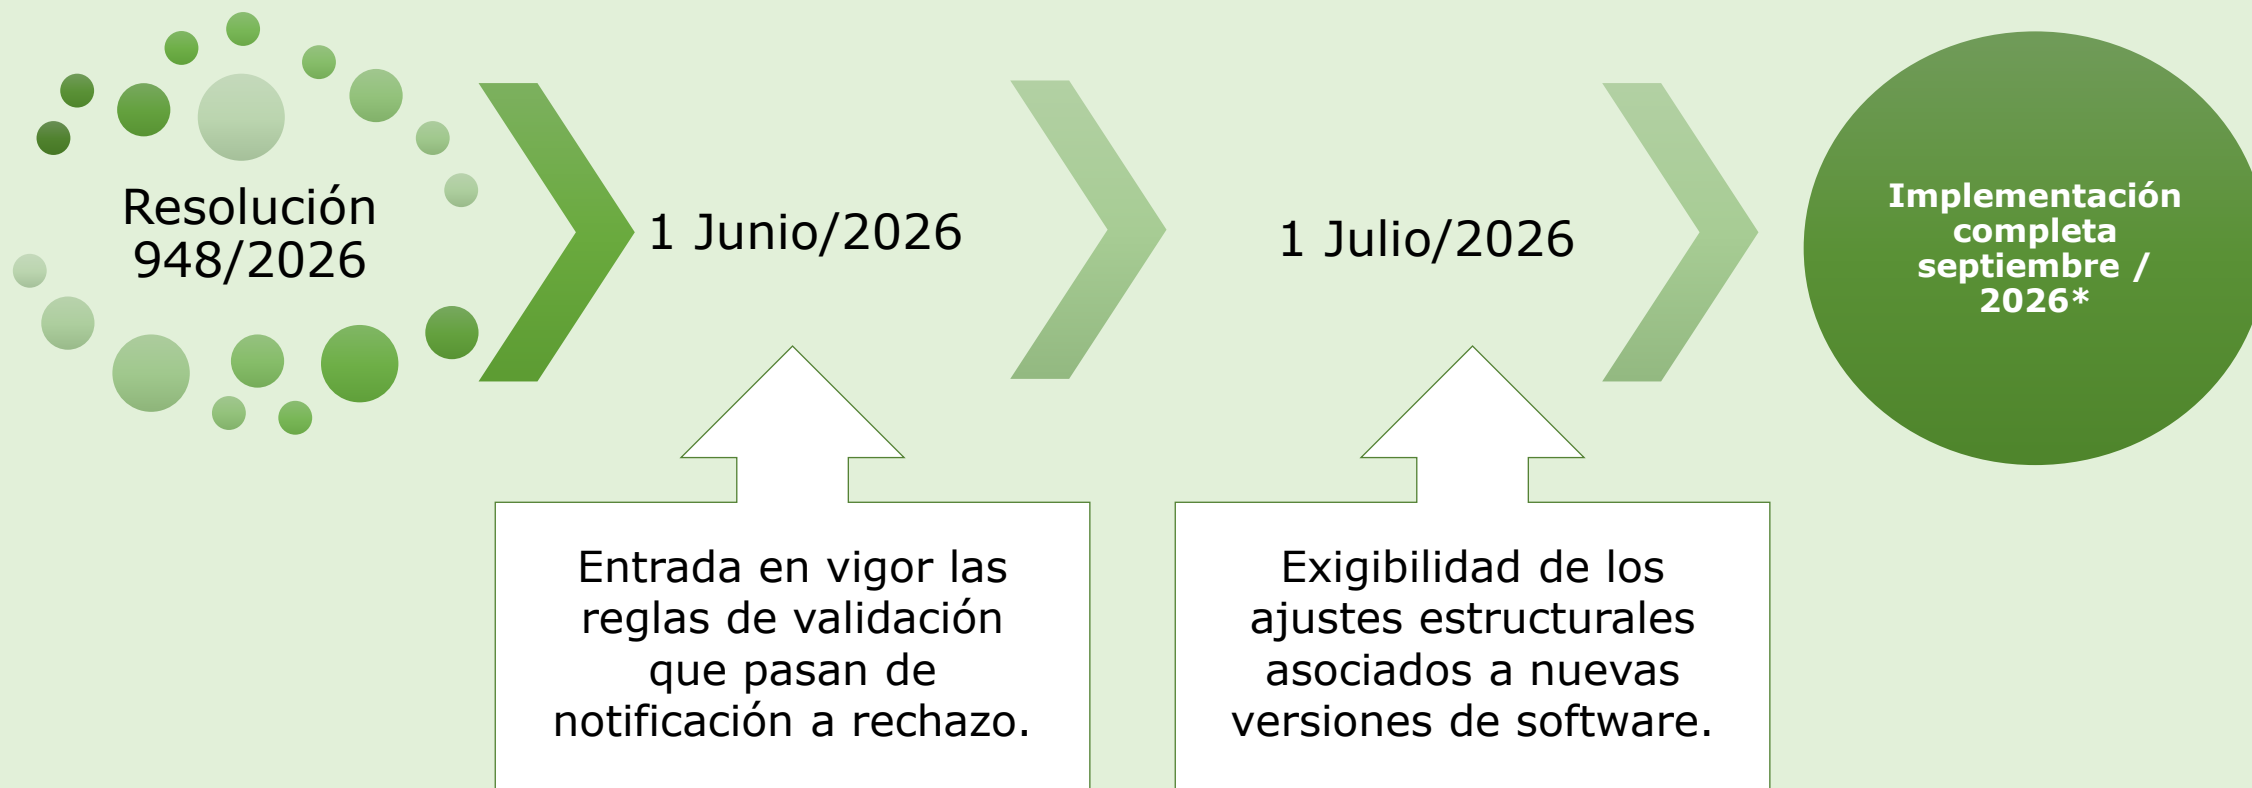 Resolución
948/2026
1 Junio/2026
1 Julio/2026
Implementación
completa
septiembre /
2026*
Entrada en vigor las
reglas de validación
que pasan de
notificación a rechazo.
Exigibilidad de los
ajustes estructurales
asociados a nuevas
versiones de software.